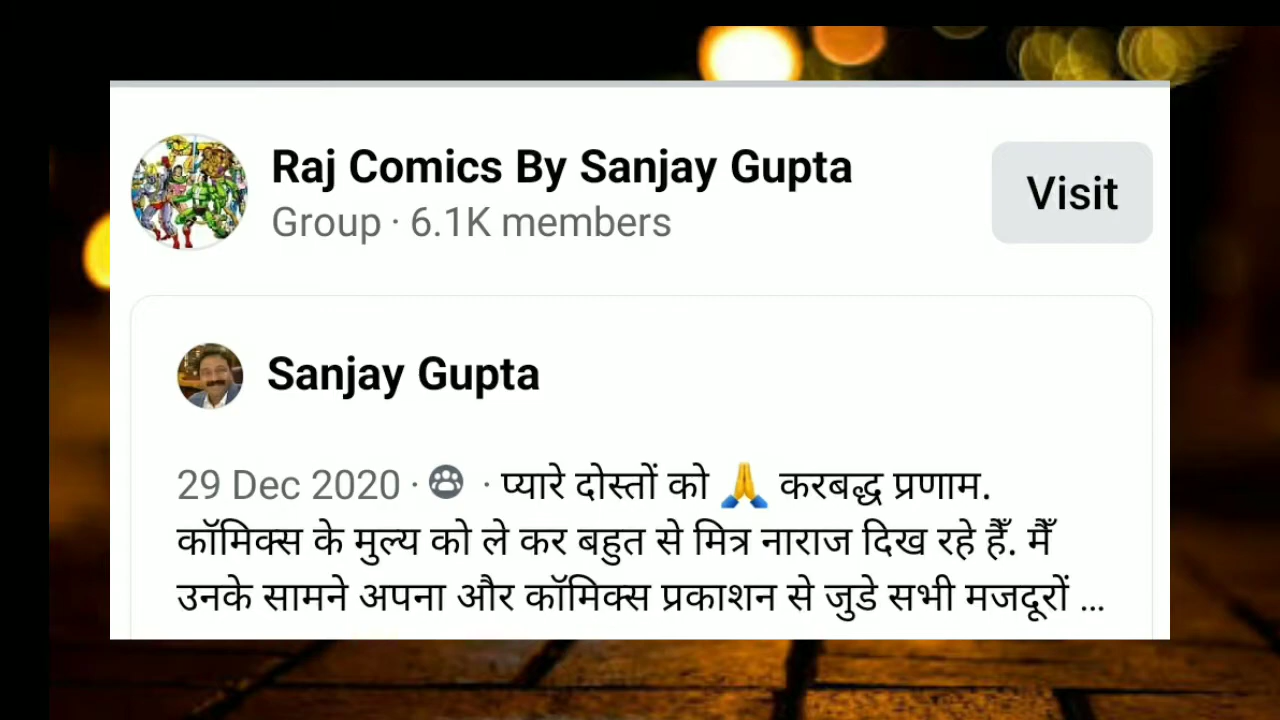 Raj Comics By Sanjay Gupta
Group · 6.1K members
Visit
Sanjay Gupta
29 Dec 2020 · · प्यारे दोस्तों को 🙏 करबद्ध प्रणाम.
कॉमिक्स के मुल्य को ले कर बहुत से मित्र नाराज दिख रहे हैँ. मैँ
उनके सामने अपना और कॉमिक्स प्रकाशन से जुडे सभी मजदूरों ...